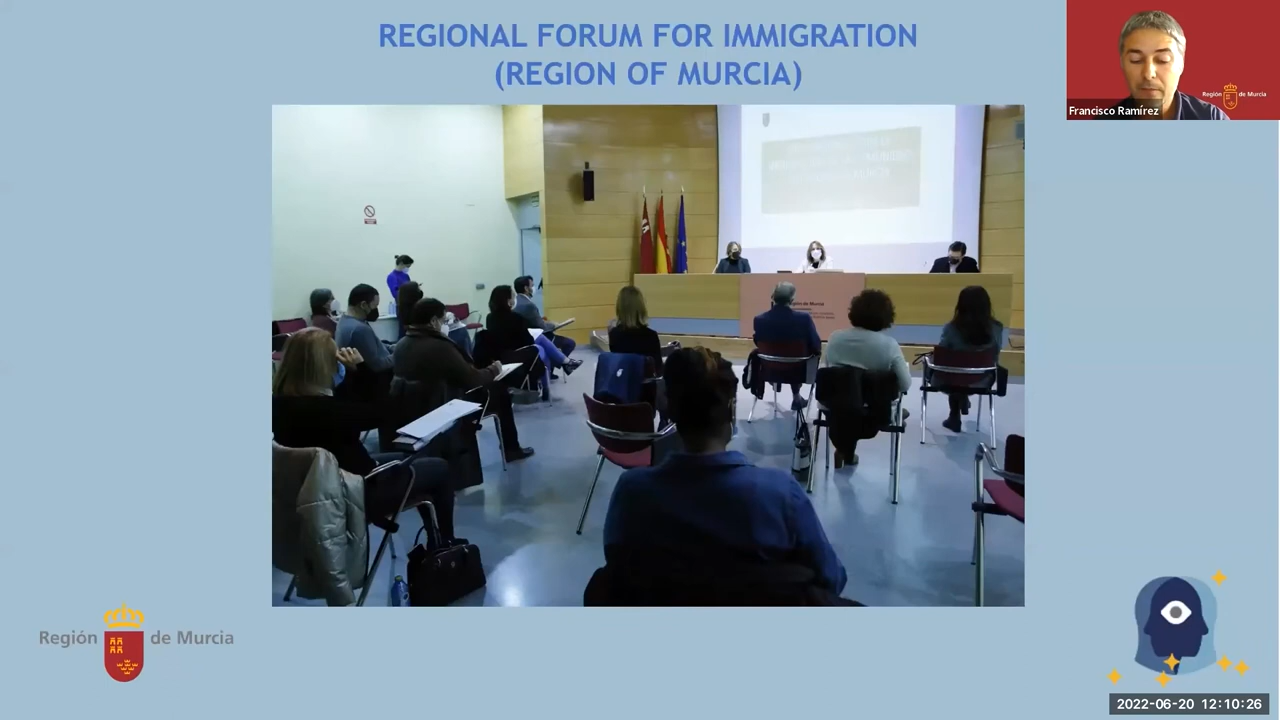 REGIONAL FORUM FOR IMMIGRATION
(REGION OF MURCIA)
Región de Murcia
Francisco Ramírez
Región de Murcia
2022-06-20 12:10:26